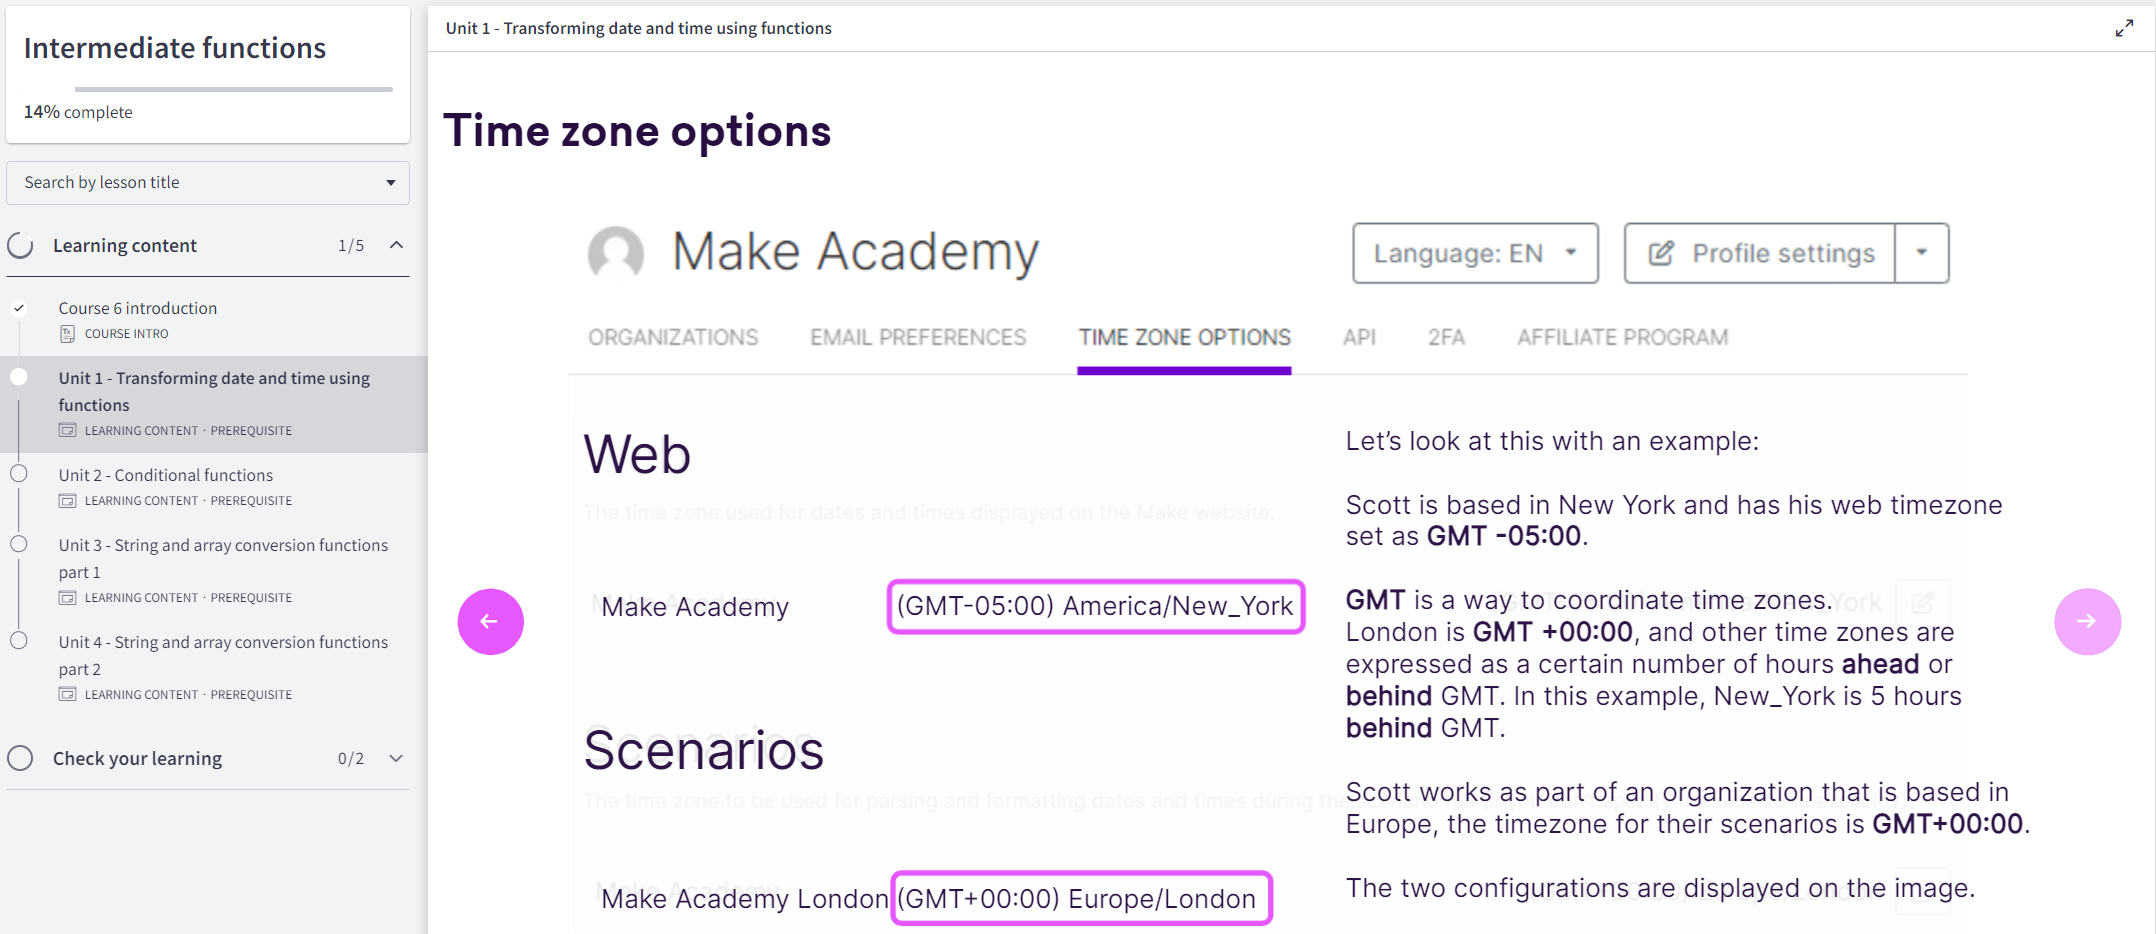 Intermediate functions
14% complete
Search by lesson title
Learning content 1/5
Course 6 introduction
COURSE INTRO
Unit 1 - Transforming date and time using
functions
LEARNING CONTENT · PREREQUISITE
Unit 2 - Conditional functions
LEARNING CONTENT · PREREQUISITE
Unit 3 - String and array conversion functions
part 1
LEARNING CONTENT · PREREQUISITE
Unit 4 - String and array conversion functions
part 2
LEARNING CONTENT · PREREQUISITE
Check your learning 0/2
Unit 1 - Transforming date and time using functions
Time zone options
Make Academy
Language: EN
Profile settings
ORGANIZATIONS EMAIL PREFERENCES TIME ZONE OPTIONS API 2FA AFFILIATE PROGRAM
Web
The time zone used for dates and times displayed on the Make website.
Make Academy (GMT-05:00) America/New_York
Scenarios
The time zone to be used for parsing and formatting dates and times during the
Make Academy London (GMT+00:00) Europe/London
Let's look at this with an example:
Scott is based in New York and has his web timezone
set as GMT -05:00.
GMT is a way to coordinate time zones.
London is GMT +00:00, and other time zones are
expressed as a certain number of hours ahead or
behind GMT. In this example, New_York is 5 hours
behind GMT.
Scott works as part of an organization that is based in
Europe, the timezone for their scenarios is GMT+00:00.
The two configurations are displayed on the image.